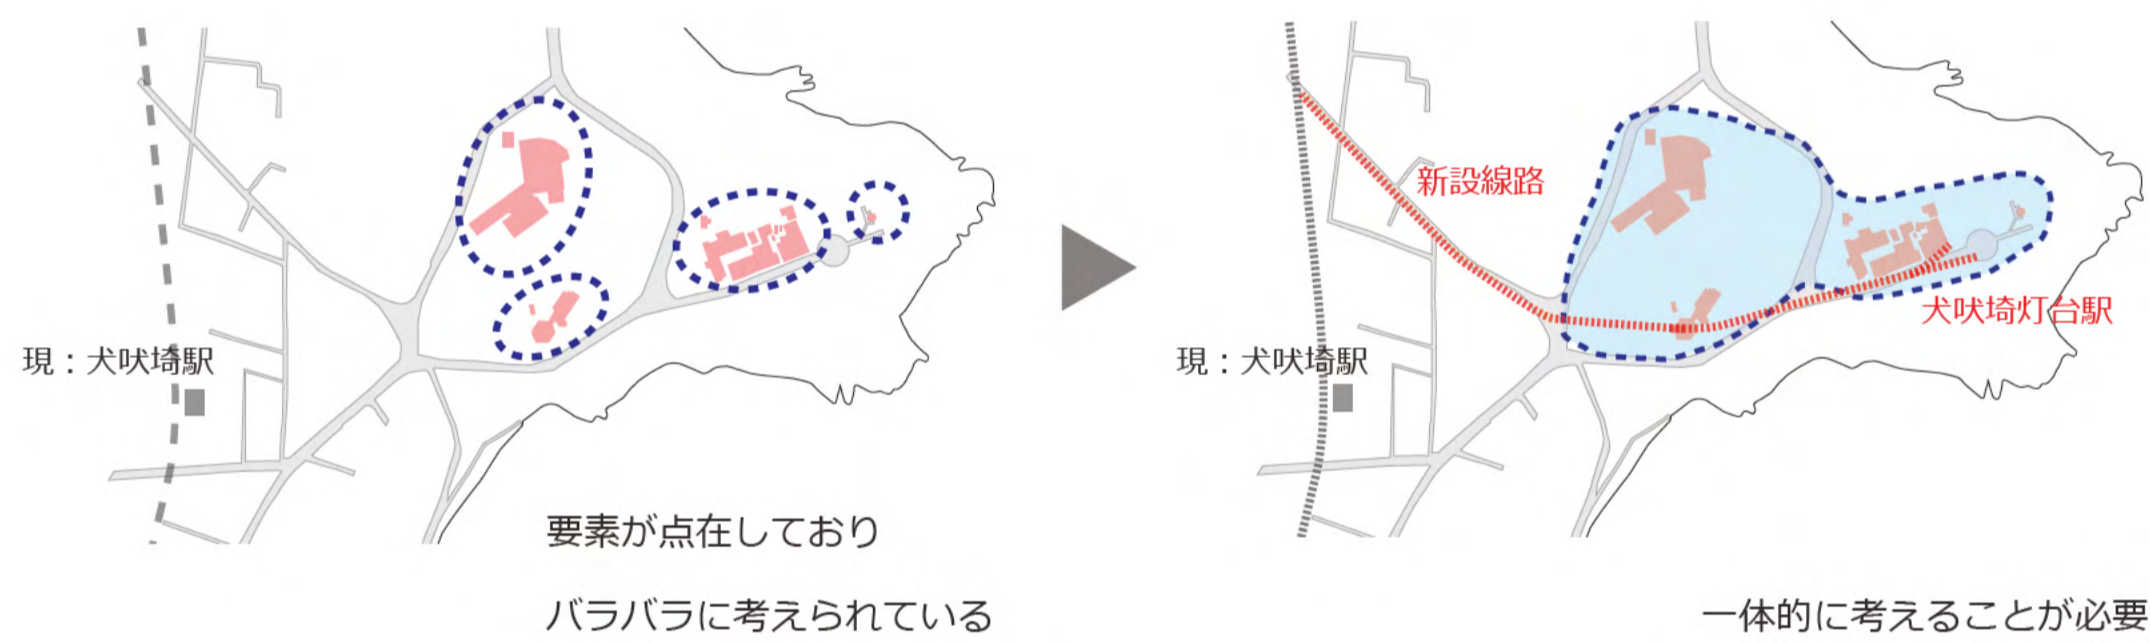 現：犬吠埼駅
要素が点在しており
バラバラに考えられている
新設線路
犬吠埼灯台駅
現：犬吠埼駅
一体的に考えることが必要